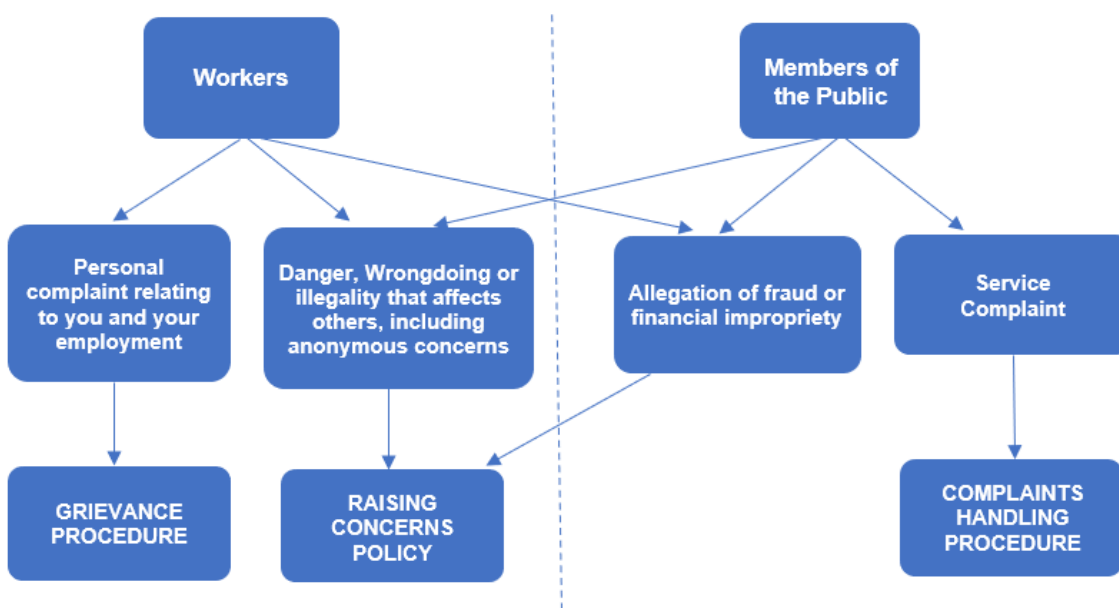 Workers
Members of
the Public
Personal
complaint relating
to you and your
employment
Danger, Wrongdoing or
illegality that affects
others, including
anonymous concerns
Allegation of fraud or
financial impropriety
Service
Complaint
GRIEVANCE
PROCEDURE
RAISING
CONCERNS
POLICY
COMPLAINTS
HANDLING
PROCEDURE